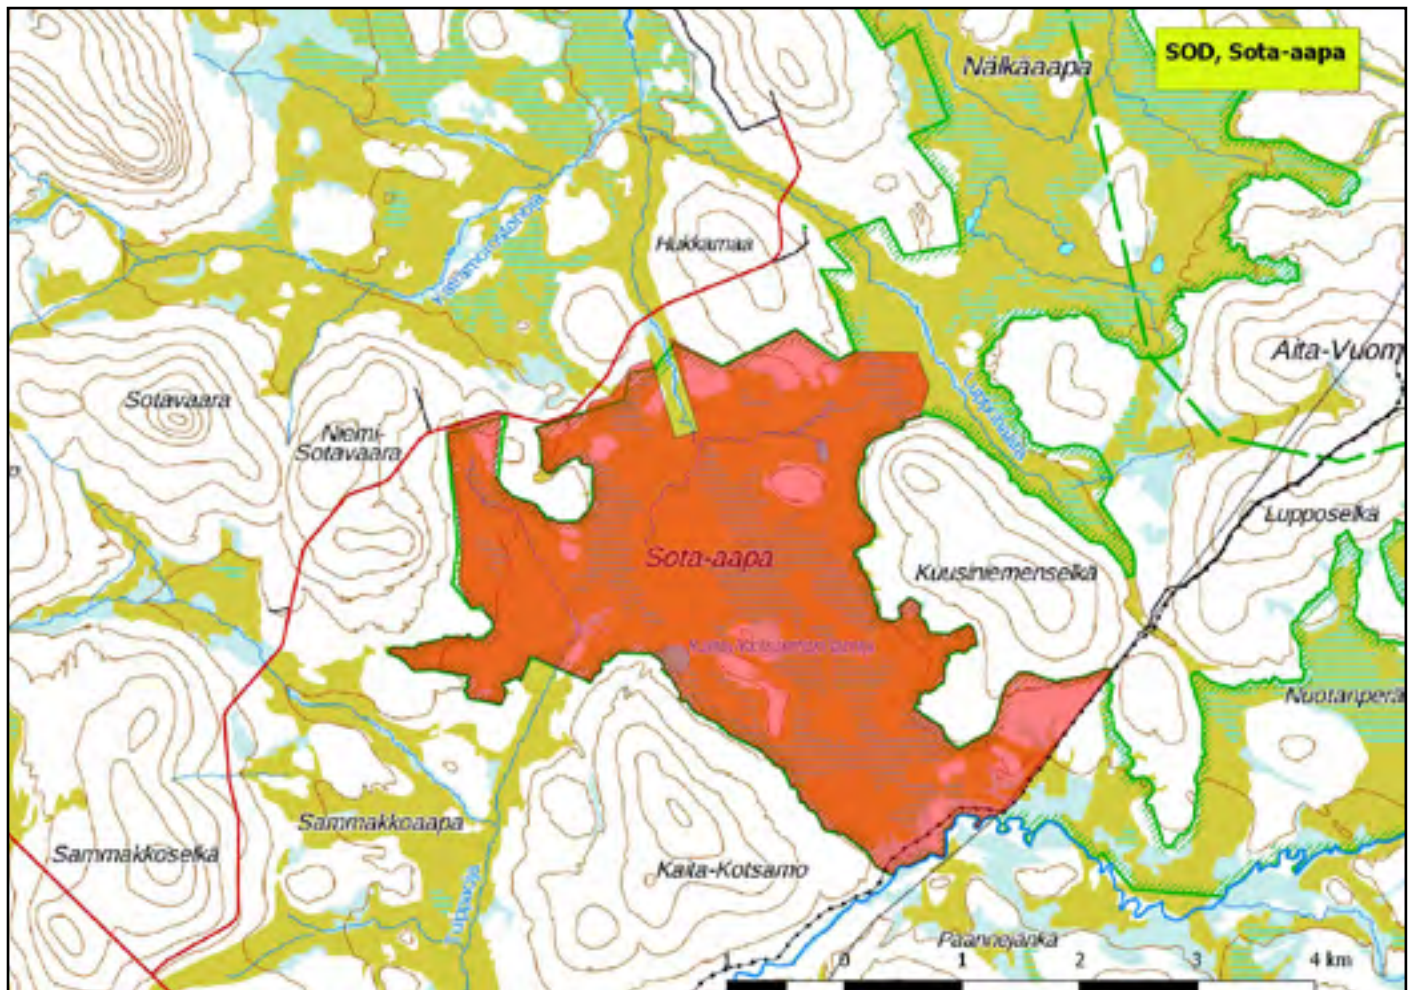 SOD, Sota-aapa
Nälkäaapa
Hukkamaa
Aita-Vuom
Sotavaara
Niemi-
Sotavaara
Lupposelkä
Sota-aapa
Kuusiniemenselkä
Nuotanperä
Sammakkoaapa
Sammakkoselkä
Kaita-Kotsamo
Paannejänkä
1 0 1 2 3 4 km